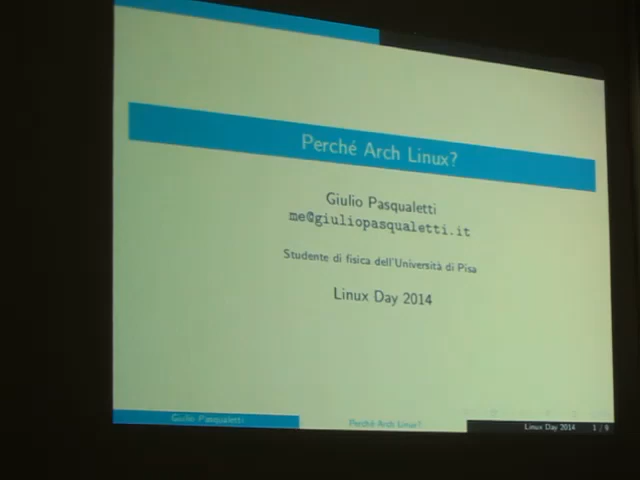 Perché Arch Linux?
Giulio Pasqualetti
me@giuliopasqualetti.it
Studente di fisica dell'Università di Pisa
Linux Day 2014
Giulio Pasqualetti
Perché Arch Linux?
Linux Day 2014
1 / 9